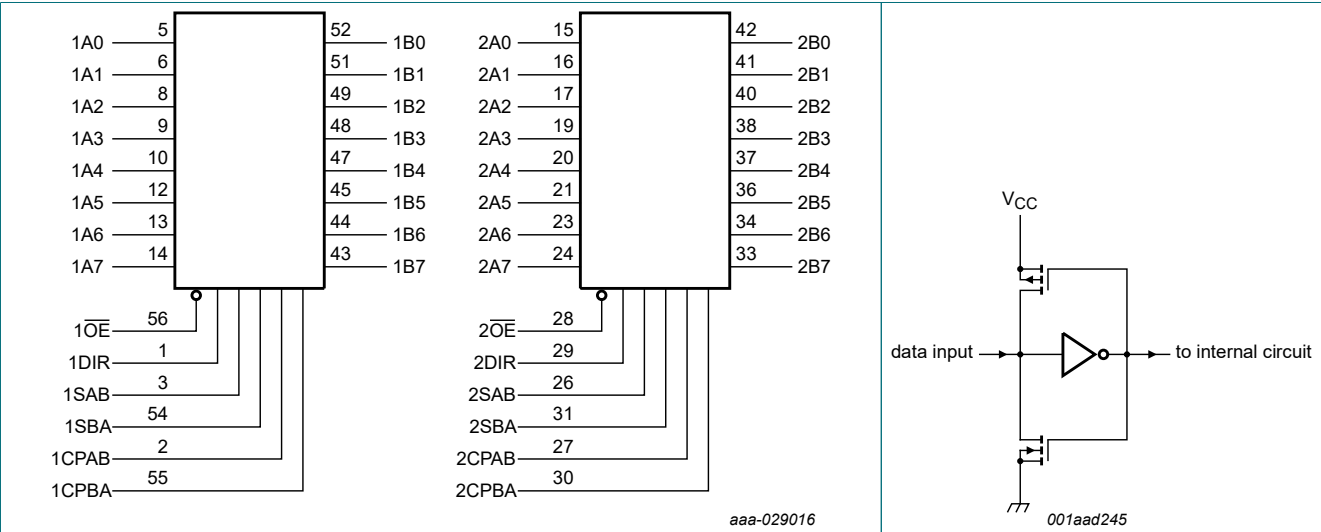 1A0 5 52 1B0
1A1 6 51 1B1
1A2 8 49 1B2
1A3 9 48 1B3
1A4 10 47 1B4
1A5 12 45 1B5
1A6 13 44 1B6
1A7 14 43 1B7
1OE 56
1DIR 1
1SAB 3
1SBA 54
1CPAB 2
1CPBA 55
2A0 15 42 2B0
2A1 16 41 2B1
2A2 17 40 2B2
2A3 19 38 2B3
2A4 20 37 2B4
2A5 21 36 2B5
2A6 23 34 2B6
2A7 24 33 2B7
2OE 28
2DIR 29
2SAB 26
2SBA 31
2CPAB 27
2CPBA 30
aaa-029016
VCC
data input
to internal circuit
001aad245